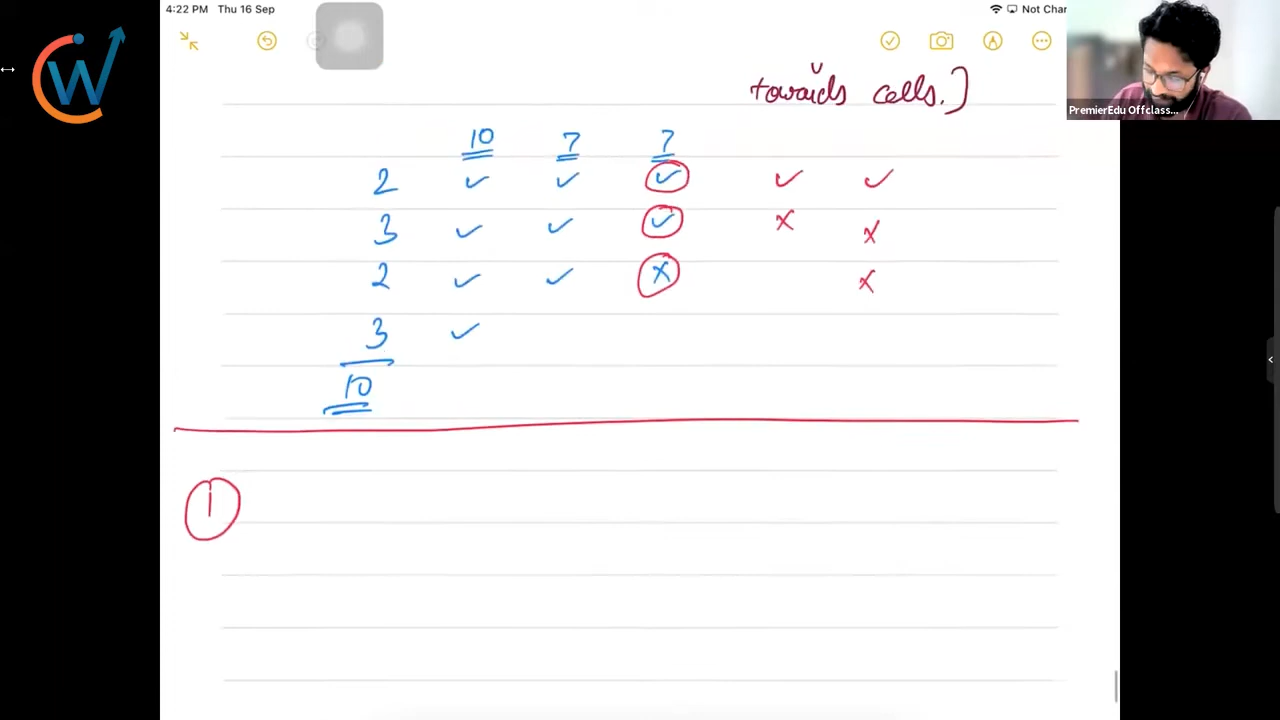 4:22 PM Thu 16 Sep
Not Char
W
PremierEdu Offclass...
towards cells.]
10 7 7
2 ✓ ✓ ✓ ✓ ✓
3 ✓ ✓ ✓ x x
2 ✓ ✓ x x
3 ✓
10
1